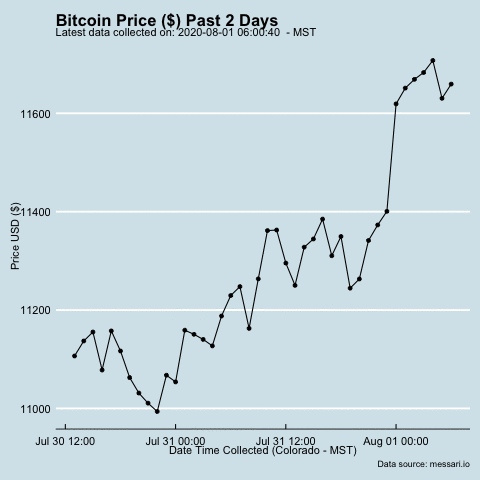 Bitcoin Price ($) Past 2 Days
Latest data collected on: 2020-08-01 06:00:40  - MST
11600
11400
11200
11000
Price USD ($)
Jul 30 12:00 Jul 31 00:00 Jul 31 12:00 Aug 01 00:00
Date Time Collected (Colorado - MST)
Data source: messari.io